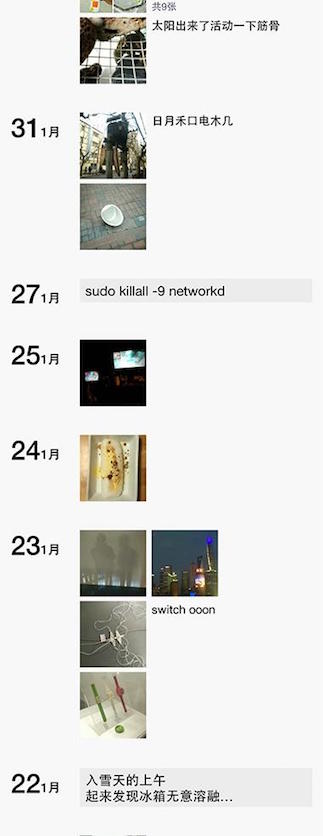 共9张
太阳出来了活动一下筋骨
31 1月
日月禾口电木几
27 1月
sudo killall -9 networkd
25 1月
24 1月
23 1月
switch ooon
22 1月
入雪天的上午
起来发现冰箱无意溶融...